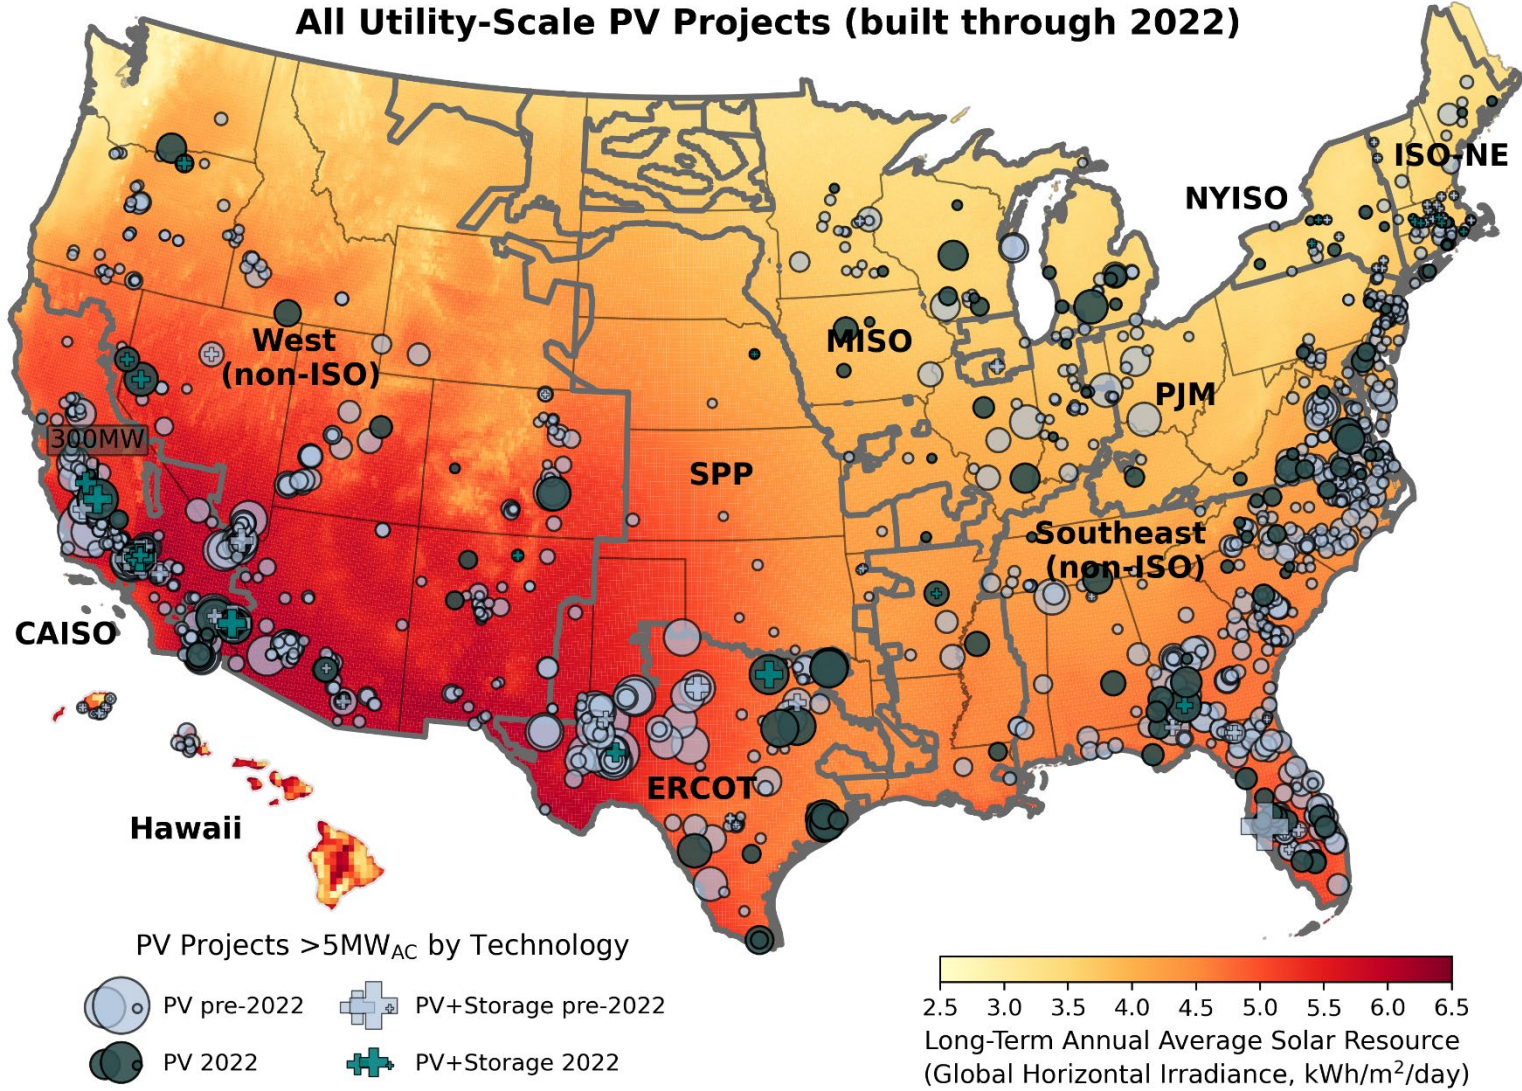 All Utility-Scale PV Projects (built through 2022)
ISO-NE
NYISO
West
(non-ISO)
MISO
PJM
300MW
SPP
Southeast
(non-ISO)
CAISO
ERCOT
Hawaii
PV Projects >5MW_AC by Technology
PV pre-2022
PV+Storage pre-2022
PV 2022
PV+Storage 2022
2.5 3.0 3.5 4.0 4.5 5.0 5.5 6.0 6.5
Long-Term Annual Average Solar Resource
(Global Horizontal Irradiance, kWh/m²/day)